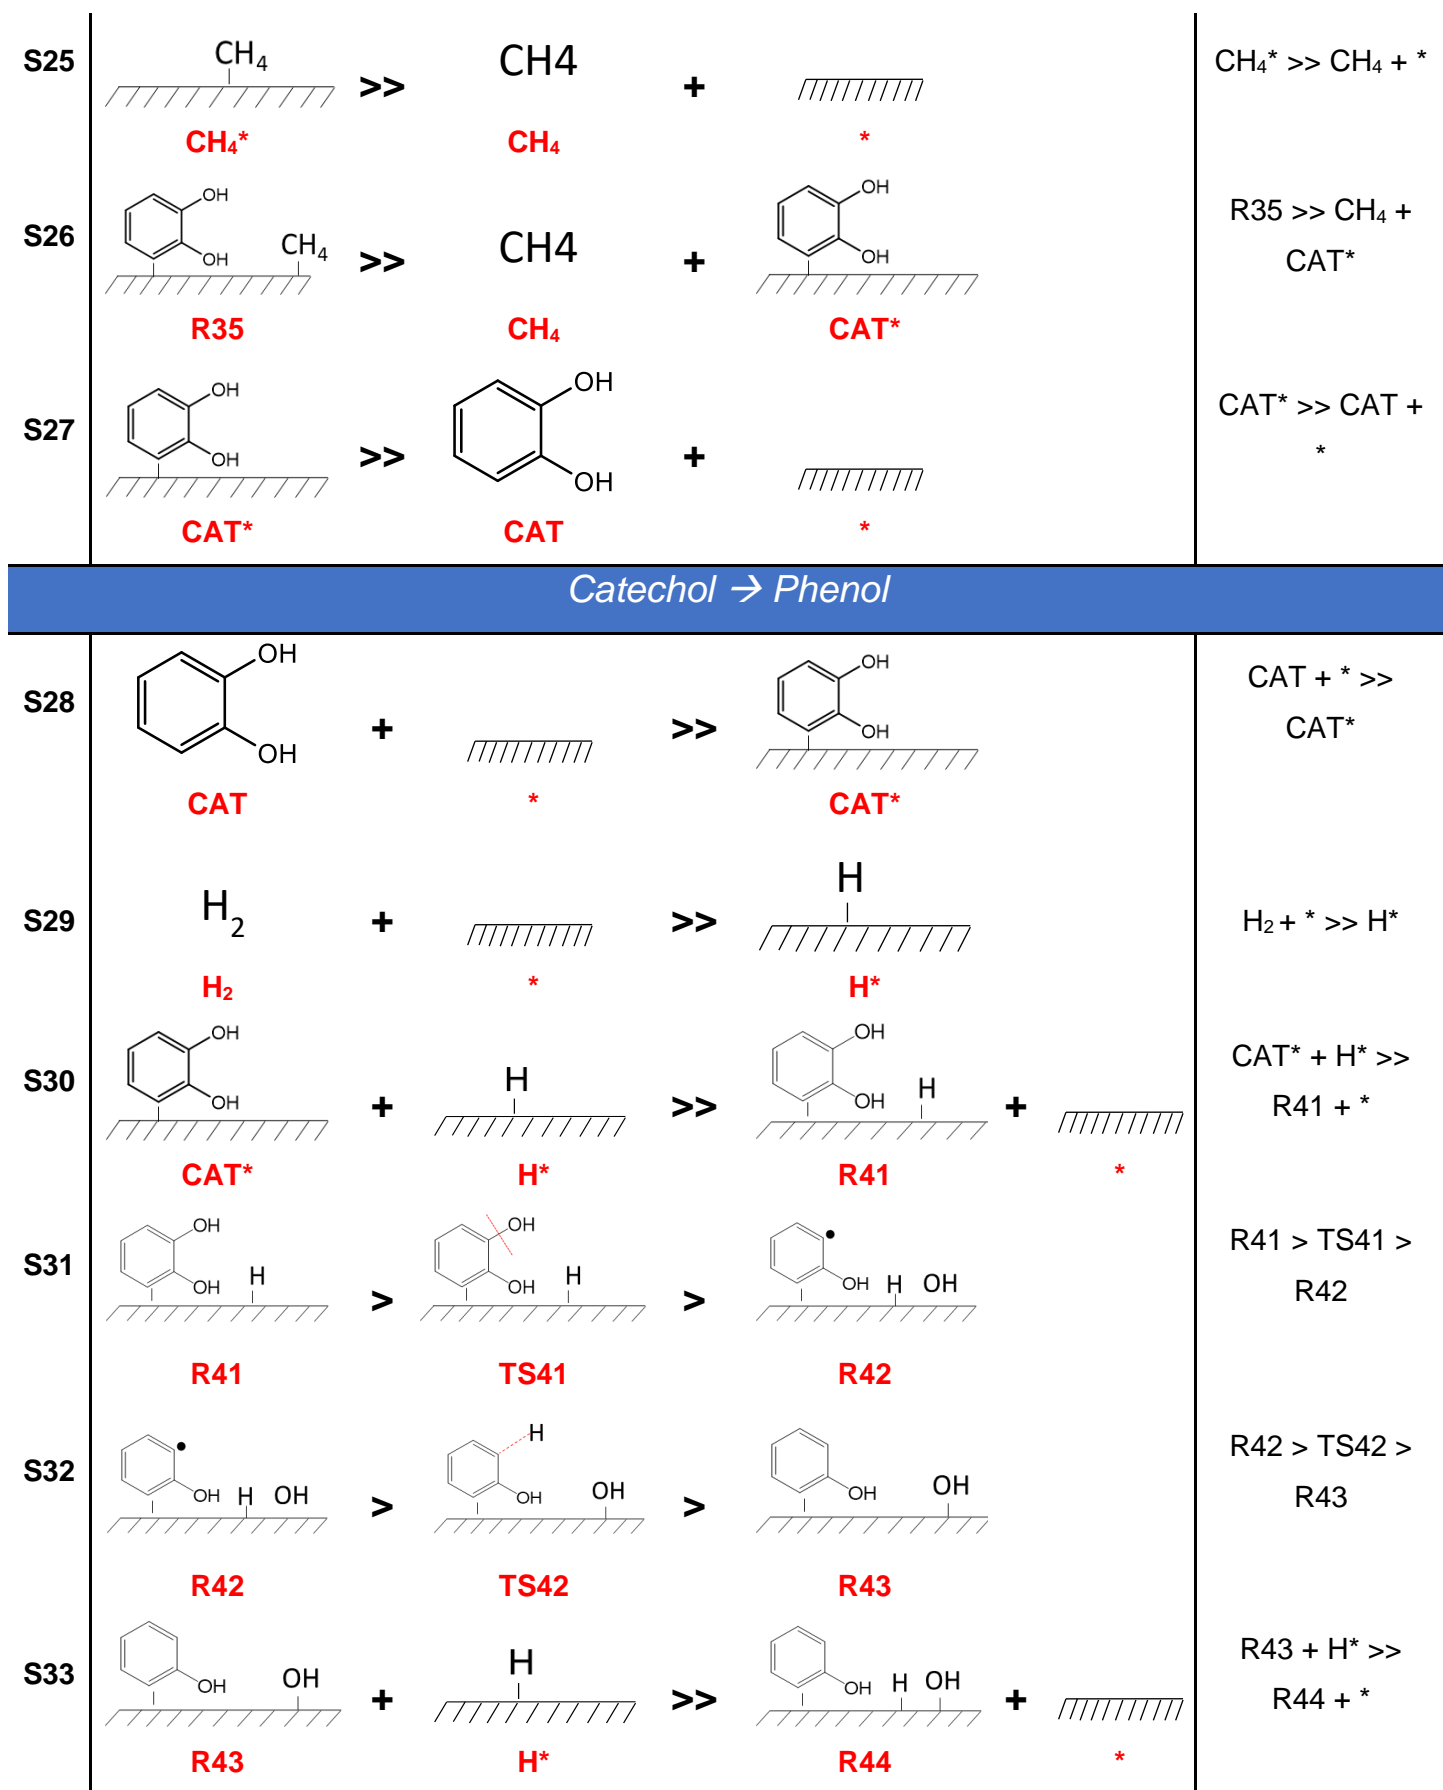 S25
CH₄
>>
CH4
+
CH₄* >> CH₄ + *
CH₄*
CH₄
*
S26
OH
OH
CH₄
>>
CH4
+
OH
OH
R35 >> CH₄ +
CAT*
R35
CH₄
CAT*
S27
OH
OH
>>
OH
OH
+
CAT* >> CAT +
*
CAT*
CAT
*
Catechol → Phenol
S28
OH
OH
+
>>
OH
OH
CAT + * >>
CAT*
CAT
*
CAT*
S29
H₂
+
>>
H
H₂ + * >> H*
H₂
*
H*
S30
OH
OH
+
H
>>
OH
OH
H
+
CAT* + H* >>
R41 + *
CAT*
H*
R41
*
S31
OH
OH
H
>
OH
OH
H
>
•
OH
H
OH
R41 > TS41 >
R42
R41
TS41
R42
S32
•
OH
H
OH
>
H
OH
OH
>
OH
OH
R42 > TS42 >
R43
R42
TS42
R43
S33
OH
OH
+
H
>>
OH
H
OH
+
R43 + H* >>
R44 + *
R43
H*
R44
*